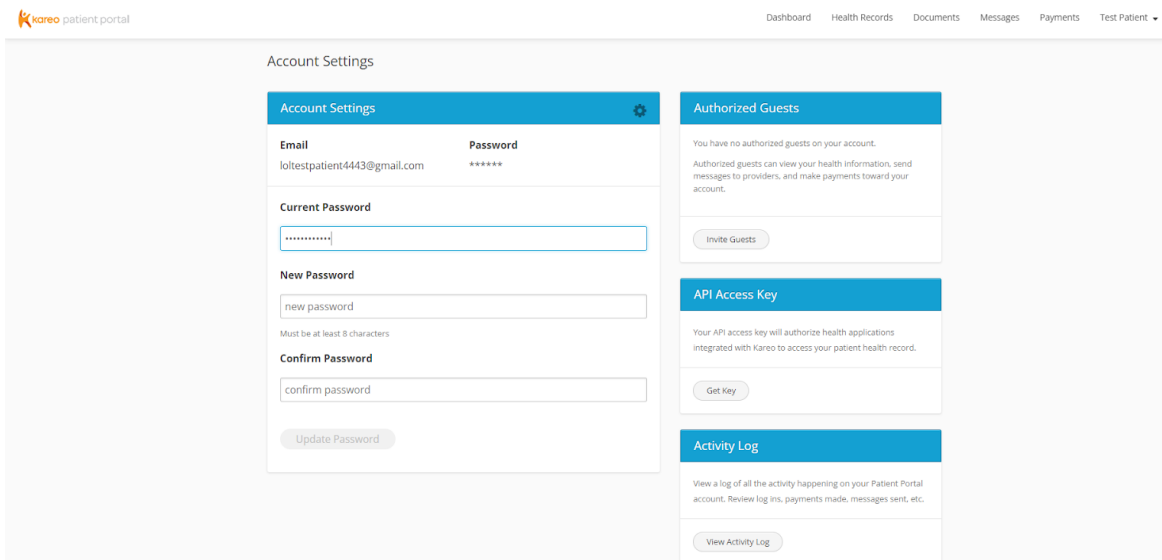 kareo patient portal
Dashboard Health Records Documents Messages Payments Test Patient
Account Settings
Account Settings
Email Password
loltestpatient4443@gmail.com ******
Current Password
••••••••••••
New Password
new password
Must be at least 8 characters
Confirm Password
confirm password
Update Password
Authorized Guests
You have no authorized guests on your account.
Authorized guests can view your health information, send
messages to providers, and make payments toward your
account.
Invite Guests
API Access Key
Your API access key will authorize health applications
integrated with Kareo to access your patient health record.
Get Key
Activity Log
View a log of all the activity happening on your Patient Portal
account. Review log ins, payments made, messages sent, etc.
View Activity Log